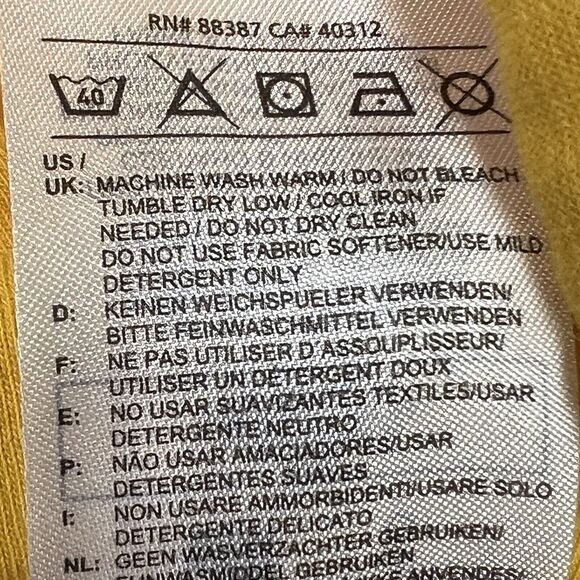 RN# 88387 CA# 40312
40
US /
UK: MACHINE WASH WARM / DO NOT BLEACH
TUMBLE DRY LOW / COOL IRON IF
NEEDED / DO NOT DRY CLEAN
DO NOT USE FABRIC SOFTENER/USE MILD
DETERGENT ONLY
D: KEINEN WEICHSPUELER VERWENDEN/
BITTE FEINWASCHMITTEL VERWENDEN
F: NE PAS UTILISER D'ASSOUPLISSEUR/
UTILISER UN DETERGENT DOUX
E: NO USAR SUAVIZANTES TEXTILES/USAR
DETERGENTE NEUTRO
P: NÃO USAR AMACIADORES/USAR
DETERGENTES SUAVES
I: NON USARE AMMORBIDENTI/USARE SOLO
DETERGENTE DELICATO
NL: GEEN WASVERZACHTER GEBRUIKEN/
FIJNWASMIDDEL GEBRUIKEN